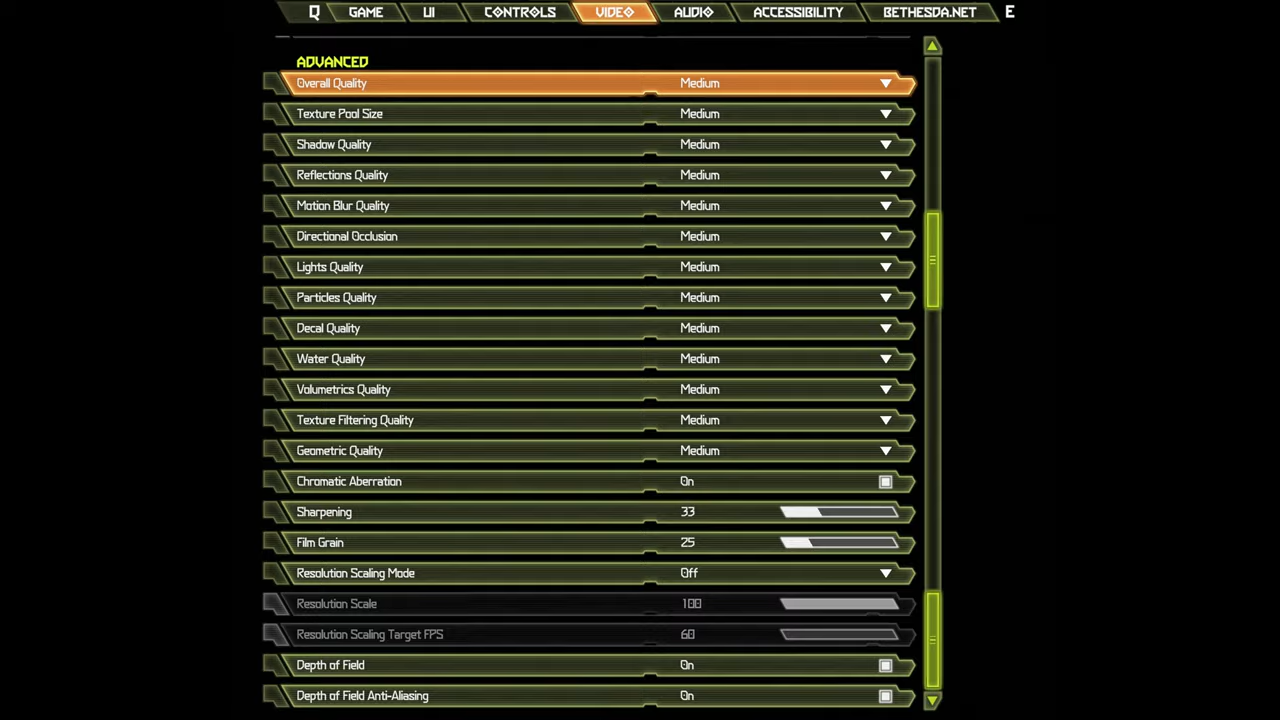 Q GAME UI CONTROLS VIDEO AUDIO ACCESSIBILITY BETHESDA.NET E
ADVANCED
Overall Quality Medium
Texture Pool Size Medium
Shadow Quality Medium
Reflections Quality Medium
Motion Blur Quality Medium
Directional Occlusion Medium
Lights Quality Medium
Particles Quality Medium
Decal Quality Medium
Water Quality Medium
Volumetrics Quality Medium
Texture Filtering Quality Medium
Geometric Quality Medium
Chromatic Aberration On
Sharpening 33
Film Grain 25
Resolution Scaling Mode Off
Resolution Scale 100
Resolution Scaling Target FPS 60
Depth of Field On
Depth of Field Anti-Aliasing On